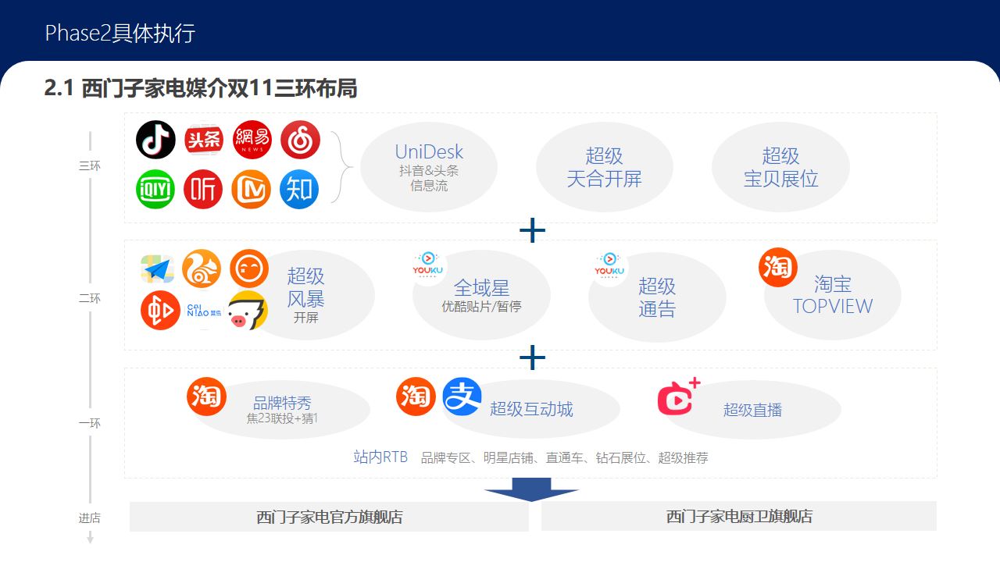 Phase2具体执行
2.1 西门子家电媒介双11三环布局
三环
头条
網易
NEWS
iQIYI
听
知
UniDesk
抖音&头条
信息流
超级
天合开屏
超级
宝贝展位
二环
CAI
NIAO 菜鸟
超级
风暴
开屏
YOUKU
全域星
优酷贴片/暂停
YOUKU
超级
通告
淘
淘宝
TOPVIEW
一环
淘
品牌特秀
焦23联投+猜1
淘
支
超级互动城
超级直播
站内RTB 品牌专区、明星店铺、直通车、钻石展位、超级推荐
进店
西门子家电官方旗舰店
西门子家电厨卫旗舰店